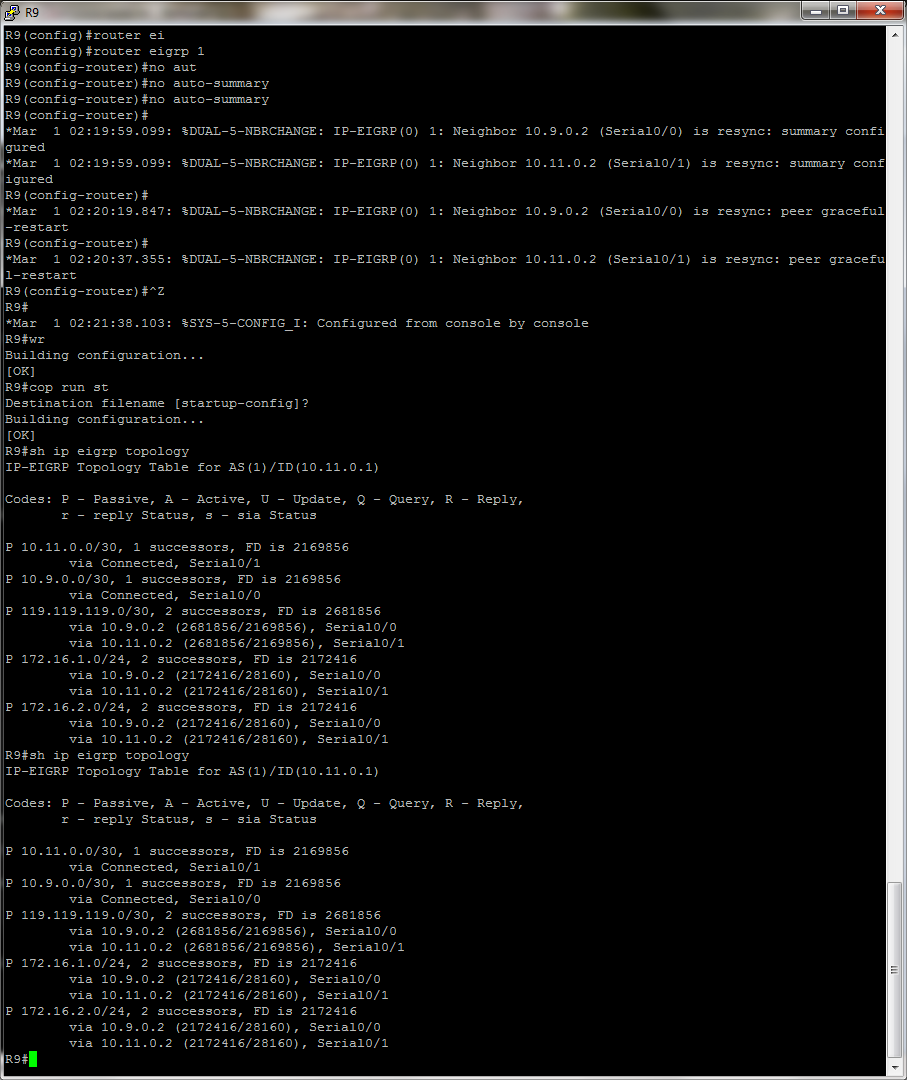 R9
R9(config)#router ei
R9(config)#router eigrp 1
R9(config-router)#no aut
R9(config-router)#no auto-summary
R9(config-router)#no auto-summary
R9(config-router)#
*Mar  1 02:19:59.099: %DUAL-5-NBRCHANGE: IP-EIGRP(0) 1: Neighbor 10.9.0.2 (Serial0/0) is resync: summary confi
gured
*Mar  1 02:19:59.099: %DUAL-5-NBRCHANGE: IP-EIGRP(0) 1: Neighbor 10.11.0.2 (Serial0/1) is resync: summary conf
igured
R9(config-router)#
*Mar  1 02:20:19.847: %DUAL-5-NBRCHANGE: IP-EIGRP(0) 1: Neighbor 10.9.0.2 (Serial0/0) is resync: peer graceful
-restart
R9(config-router)#
*Mar  1 02:20:37.355: %DUAL-5-NBRCHANGE: IP-EIGRP(0) 1: Neighbor 10.11.0.2 (Serial0/1) is resync: peer gracefu
l-restart
R9(config-router)#^Z
R9#
*Mar  1 02:21:38.103: %SYS-5-CONFIG_I: Configured from console by console
R9#wr
Building configuration...
[OK]
R9#cop run st
Destination filename [startup-config]?
Building configuration...
[OK]
R9#sh ip eigrp topology
IP-EIGRP Topology Table for AS(1)/ID(10.11.0.1)

Codes: P - Passive, A - Active, U - Update, Q - Query, R - Reply,
       r - reply Status, s - sia Status

P 10.11.0.0/30, 1 successors, FD is 2169856
        via Connected, Serial0/1
P 10.9.0.0/30, 1 successors, FD is 2169856
        via Connected, Serial0/0
P 119.119.119.0/30, 2 successors, FD is 2681856
        via 10.9.0.2 (2681856/2169856), Serial0/0
        via 10.11.0.2 (2681856/2169856), Serial0/1
P 172.16.1.0/24, 2 successors, FD is 2172416
        via 10.9.0.2 (2172416/28160), Serial0/0
        via 10.11.0.2 (2172416/28160), Serial0/1
P 172.16.2.0/24, 2 successors, FD is 2172416
        via 10.9.0.2 (2172416/28160), Serial0/0
        via 10.11.0.2 (2172416/28160), Serial0/1
R9#sh ip eigrp topology
IP-EIGRP Topology Table for AS(1)/ID(10.11.0.1)

Codes: P - Passive, A - Active, U - Update, Q - Query, R - Reply,
       r - reply Status, s - sia Status

P 10.11.0.0/30, 1 successors, FD is 2169856
        via Connected, Serial0/1
P 10.9.0.0/30, 1 successors, FD is 2169856
        via Connected, Serial0/0
P 119.119.119.0/30, 2 successors, FD is 2681856
        via 10.9.0.2 (2681856/2169856), Serial0/0
        via 10.11.0.2 (2681856/2169856), Serial0/1
P 172.16.1.0/24, 2 successors, FD is 2172416
        via 10.9.0.2 (2172416/28160), Serial0/0
        via 10.11.0.2 (2172416/28160), Serial0/1
P 172.16.2.0/24, 2 successors, FD is 2172416
        via 10.9.0.2 (2172416/28160), Serial0/0
        via 10.11.0.2 (2172416/28160), Serial0/1
R9#